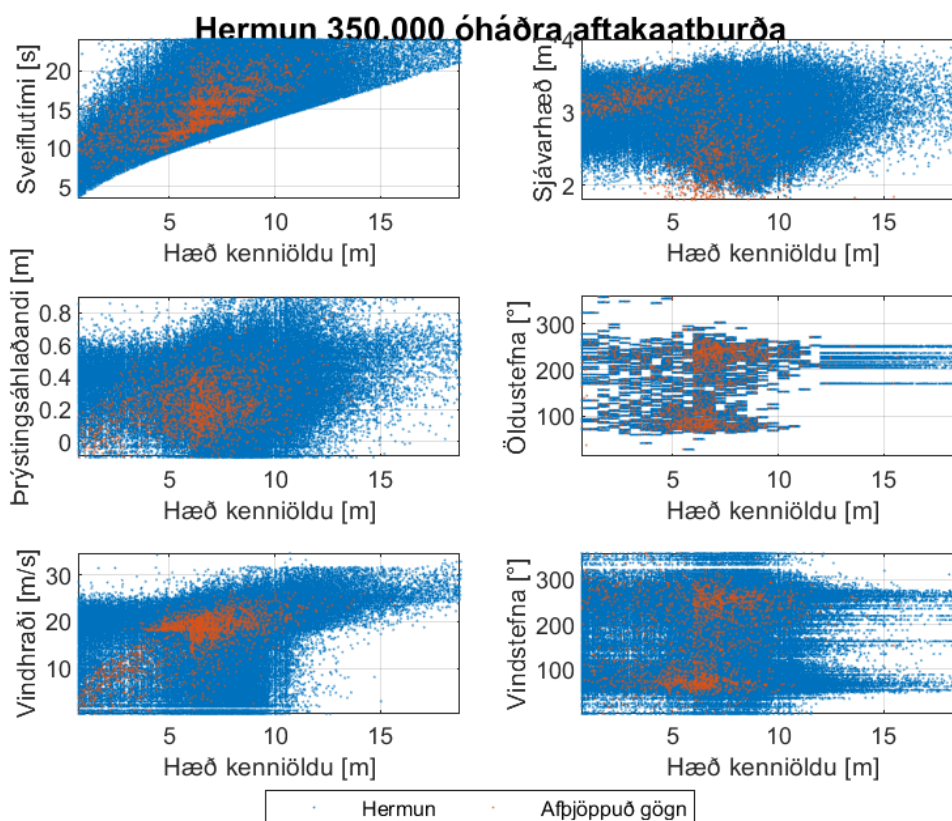 Hermun 350.000 óháðra aftakaatburða
Sveiflutími [s]
20
15
10
5
5 10 15
Hæð kenniöldu [m]
Sjávarhæð [m]
4
3
2
5 10 15
Hæð kenniöldu [m]
Þrýstingsáhlaðandi [m]
0.8
0.6
0.4
0.2
0
5 10 15
Hæð kenniöldu [m]
Öldustefna [°]
300
200
100
5 10 15
Hæð kenniöldu [m]
Vindhraði [m/s]
30
20
10
5 10 15
Hæð kenniöldu [m]
Vindstefna [°]
300
200
100
0
5 10 15
Hæð kenniöldu [m]
Hermun Afþjöppuð gögn